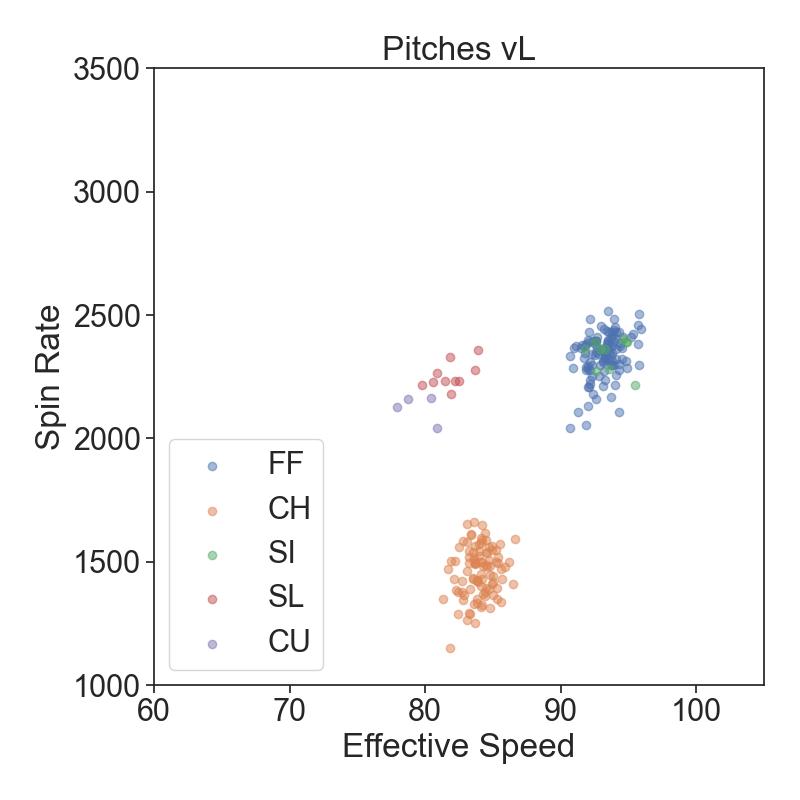 Pitches vL
3500
3000
2500
2000
1500
1000
Spin Rate
FF
CH
SI
SL
CU
60 70 80 90 100
Effective Speed